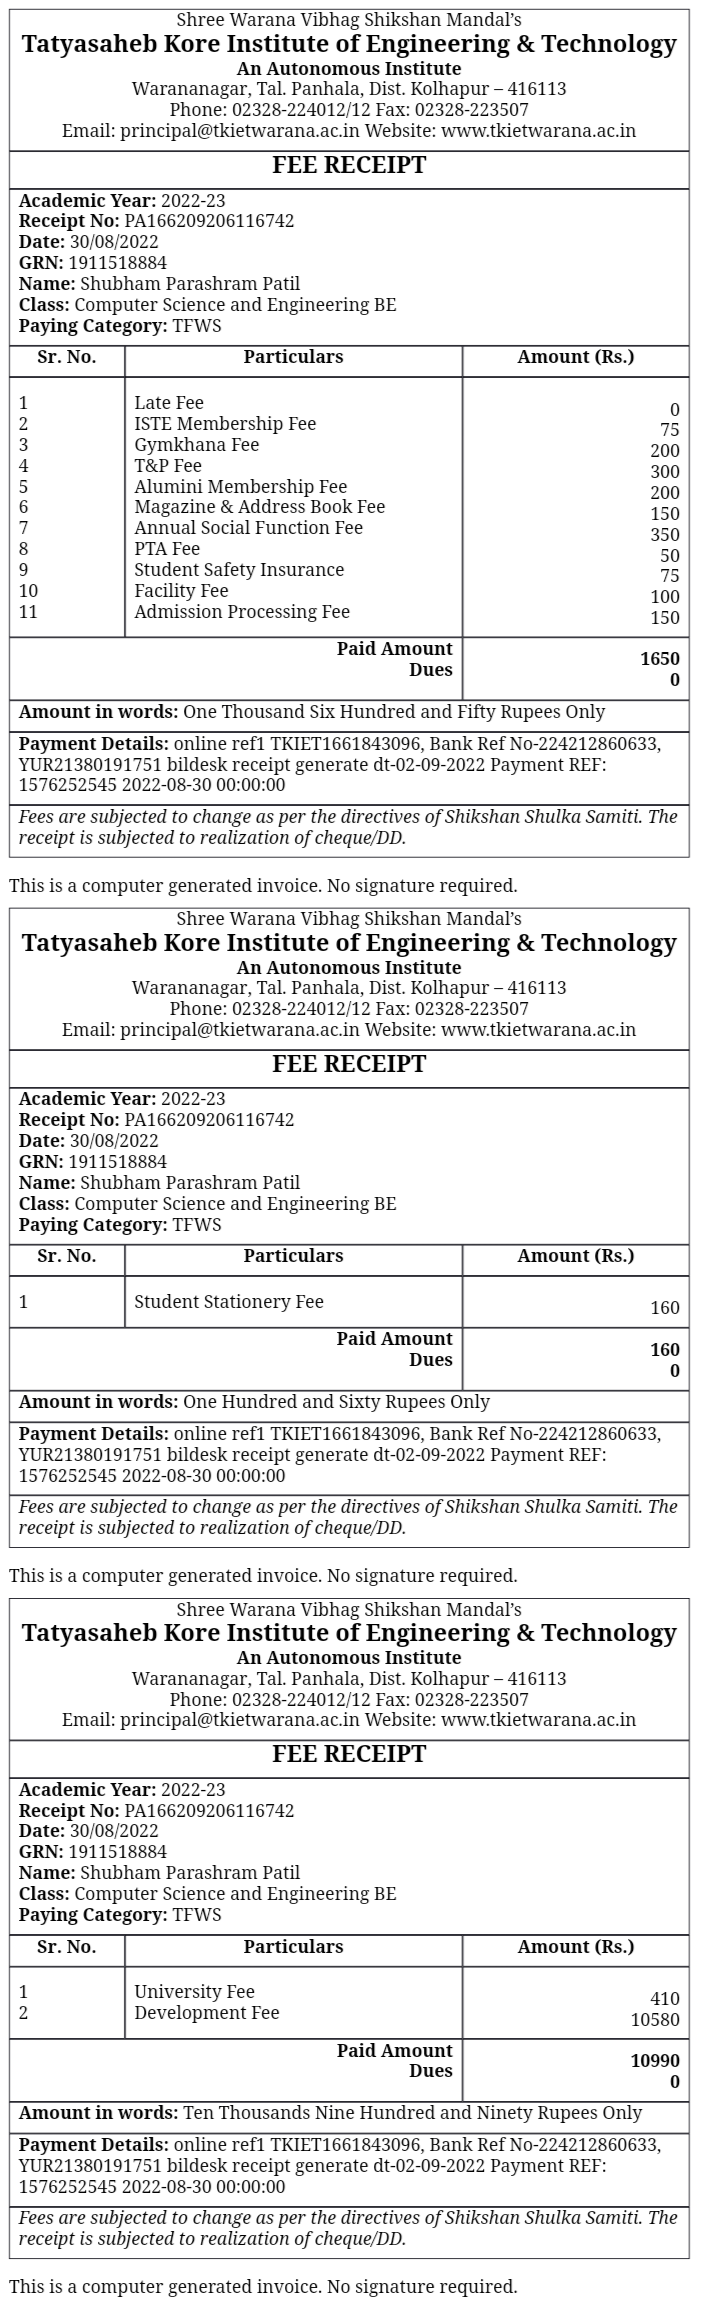 Shree Warana Vibhag Shikshan Mandal’s
Tatyasaheb Kore Institute of Engineering & Technology
An Autonomous Institute
Warananagar, Tal. Panhala, Dist. Kolhapur – 416113
Phone: 02328-224012/12 Fax: 02328-223507
Email: principal@tkietwarana.ac.in Website: www.tkietwarana.ac.in
FEE RECEIPT
Academic Year: 2022-23
Receipt No: PA166209206116742
Date: 30/08/2022
GRN: 1911518884
Name: Shubham Parashram Patil
Class: Computer Science and Engineering BE
Paying Category: TFWS
Sr. No. Particulars Amount (Rs.)
1 Late Fee 0
2 ISTE Membership Fee 75
3 Gymkhana Fee 200
4 T&P Fee 300
5 Alumini Membership Fee 200
6 Magazine & Address Book Fee 150
7 Annual Social Function Fee 350
8 PTA Fee 50
9 Student Safety Insurance 75
10 Facility Fee 100
11 Admission Processing Fee 150
Paid Amount 1650
Dues 0
Amount in words: One Thousand Six Hundred and Fifty Rupees Only
Payment Details: online ref1 TKIET1661843096, Bank Ref No-224212860633,
YUR21380191751 bildesk receipt generate dt-02-09-2022 Payment REF:
1576252545 2022-08-30 00:00:00
Fees are subjected to change as per the directives of Shikshan Shulka Samiti. The
receipt is subjected to realization of cheque/DD.
This is a computer generated invoice. No signature required.
Shree Warana Vibhag Shikshan Mandal’s
Tatyasaheb Kore Institute of Engineering & Technology
An Autonomous Institute
Warananagar, Tal. Panhala, Dist. Kolhapur – 416113
Phone: 02328-224012/12 Fax: 02328-223507
Email: principal@tkietwarana.ac.in Website: www.tkietwarana.ac.in
FEE RECEIPT
Academic Year: 2022-23
Receipt No: PA166209206116742
Date: 30/08/2022
GRN: 1911518884
Name: Shubham Parashram Patil
Class: Computer Science and Engineering BE
Paying Category: TFWS
Sr. No. Particulars Amount (Rs.)
1 Student Stationery Fee 160
Paid Amount 160
Dues 0
Amount in words: One Hundred and Sixty Rupees Only
Payment Details: online ref1 TKIET1661843096, Bank Ref No-224212860633,
YUR21380191751 bildesk receipt generate dt-02-09-2022 Payment REF:
1576252545 2022-08-30 00:00:00
Fees are subjected to change as per the directives of Shikshan Shulka Samiti. The
receipt is subjected to realization of cheque/DD.
This is a computer generated invoice. No signature required.
Shree Warana Vibhag Shikshan Mandal’s
Tatyasaheb Kore Institute of Engineering & Technology
An Autonomous Institute
Warananagar, Tal. Panhala, Dist. Kolhapur – 416113
Phone: 02328-224012/12 Fax: 02328-223507
Email: principal@tkietwarana.ac.in Website: www.tkietwarana.ac.in
FEE RECEIPT
Academic Year: 2022-23
Receipt No: PA166209206116742
Date: 30/08/2022
GRN: 1911518884
Name: Shubham Parashram Patil
Class: Computer Science and Engineering BE
Paying Category: TFWS
Sr. No. Particulars Amount (Rs.)
1 University Fee 410
2 Development Fee 10580
Paid Amount 10990
Dues 0
Amount in words: Ten Thousands Nine Hundred and Ninety Rupees Only
Payment Details: online ref1 TKIET1661843096, Bank Ref No-224212860633,
YUR21380191751 bildesk receipt generate dt-02-09-2022 Payment REF:
1576252545 2022-08-30 00:00:00
Fees are subjected to change as per the directives of Shikshan Shulka Samiti. The
receipt is subjected to realization of cheque/DD.
This is a computer generated invoice. No signature required.